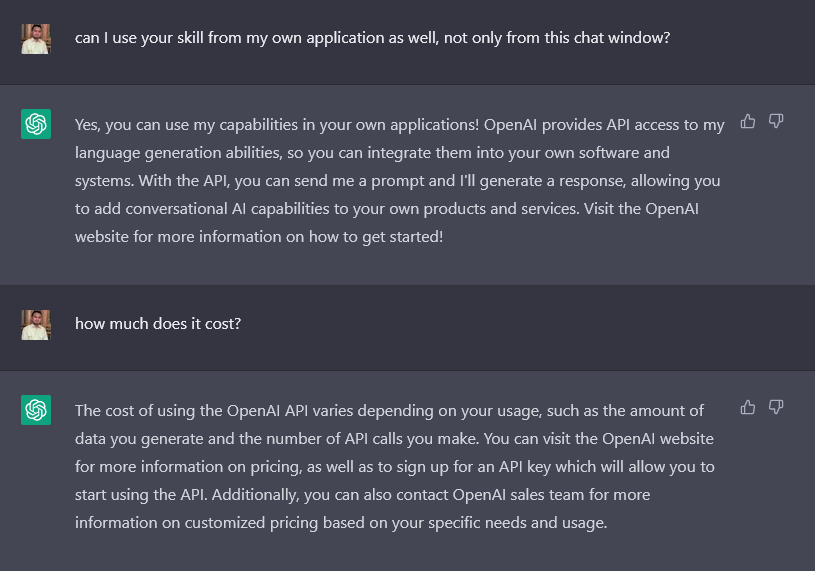 can I use your skill from my own application as well, not only from this chat window?
Yes, you can use my capabilities in your own applications! OpenAI provides API access to my
language generation abilities, so you can integrate them into your own software and
systems. With the API, you can send me a prompt and I'll generate a response, allowing you
to add conversational AI capabilities to your own products and services. Visit the OpenAI
website for more information on how to get started!
how much does it cost?
The cost of using the OpenAI API varies depending on your usage, such as the amount of
data you generate and the number of API calls you make. You can visit the OpenAI website
for more information on pricing, as well as to sign up for an API key which will allow you to
start using the API. Additionally, you can also contact OpenAI sales team for more
information on customized pricing based on your specific needs and usage.